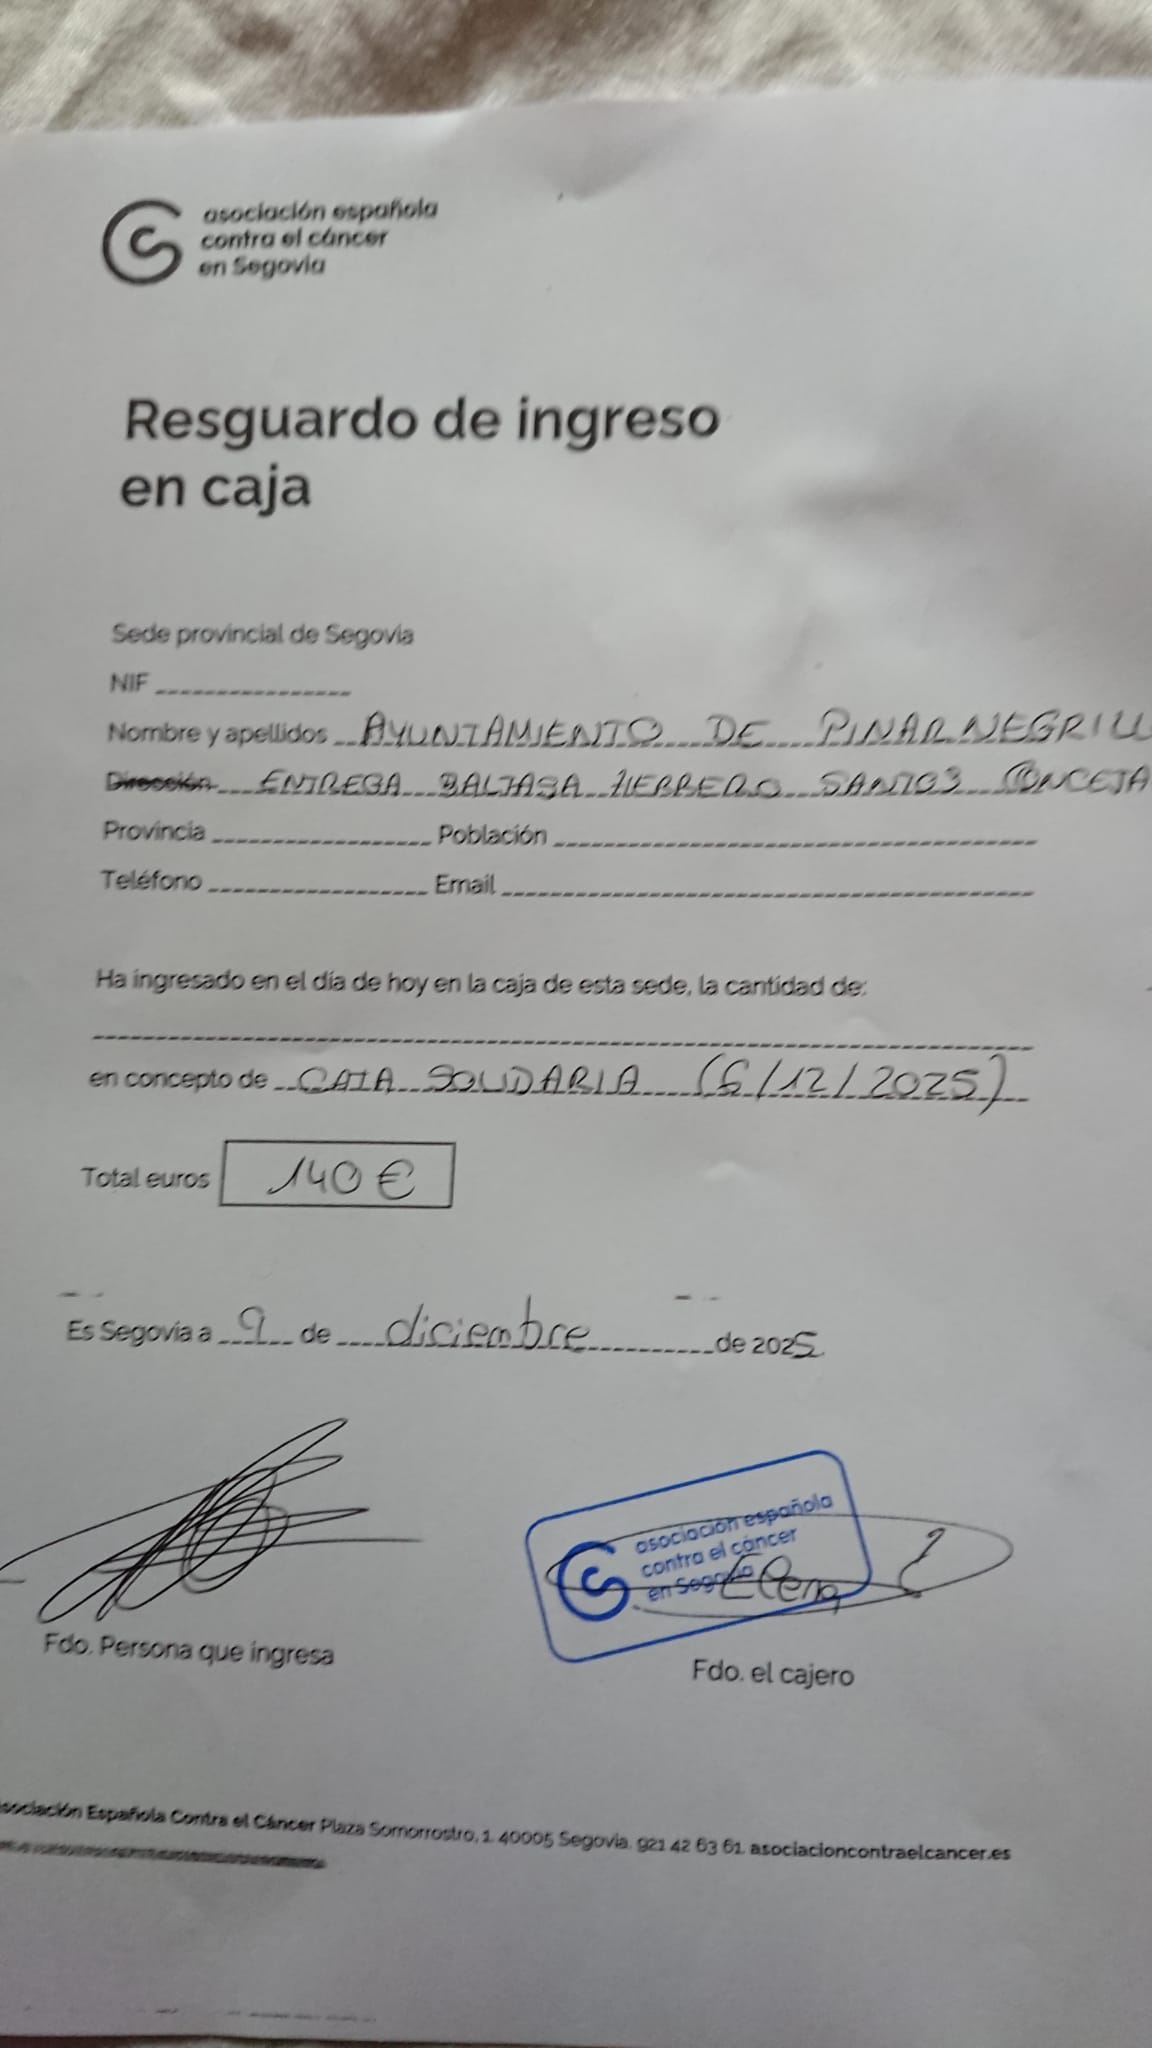 asociación española
contra el cáncer
en Segovia
Resguardo de ingreso
en caja
Sede provincial de Segovia
NIF
Nombre y apellidos AYUNTAMIENTO DE PINARNEGRILL
Dirección ENTREGA BALTASA HERRERO SANTOS CONCEJA
Provincia Población
Teléfono Email
Ha ingresado en el día de hoy en la caja de esta sede, la cantidad de:
en concepto de CAJA SOLIDARIA (6/12/2025)
Total euros 140 €
Es Segovia a 9 de diciembre de 2025
asociación española
contra el cáncer
en Segovia
Elena
Fdo. Persona que ingresa
Fdo. el cajero
sociación Española Contra el Cáncer Plaza Somorrostro, 1. 40005 Segovia. 921 42 63 61. asociacioncontraelcancer.es